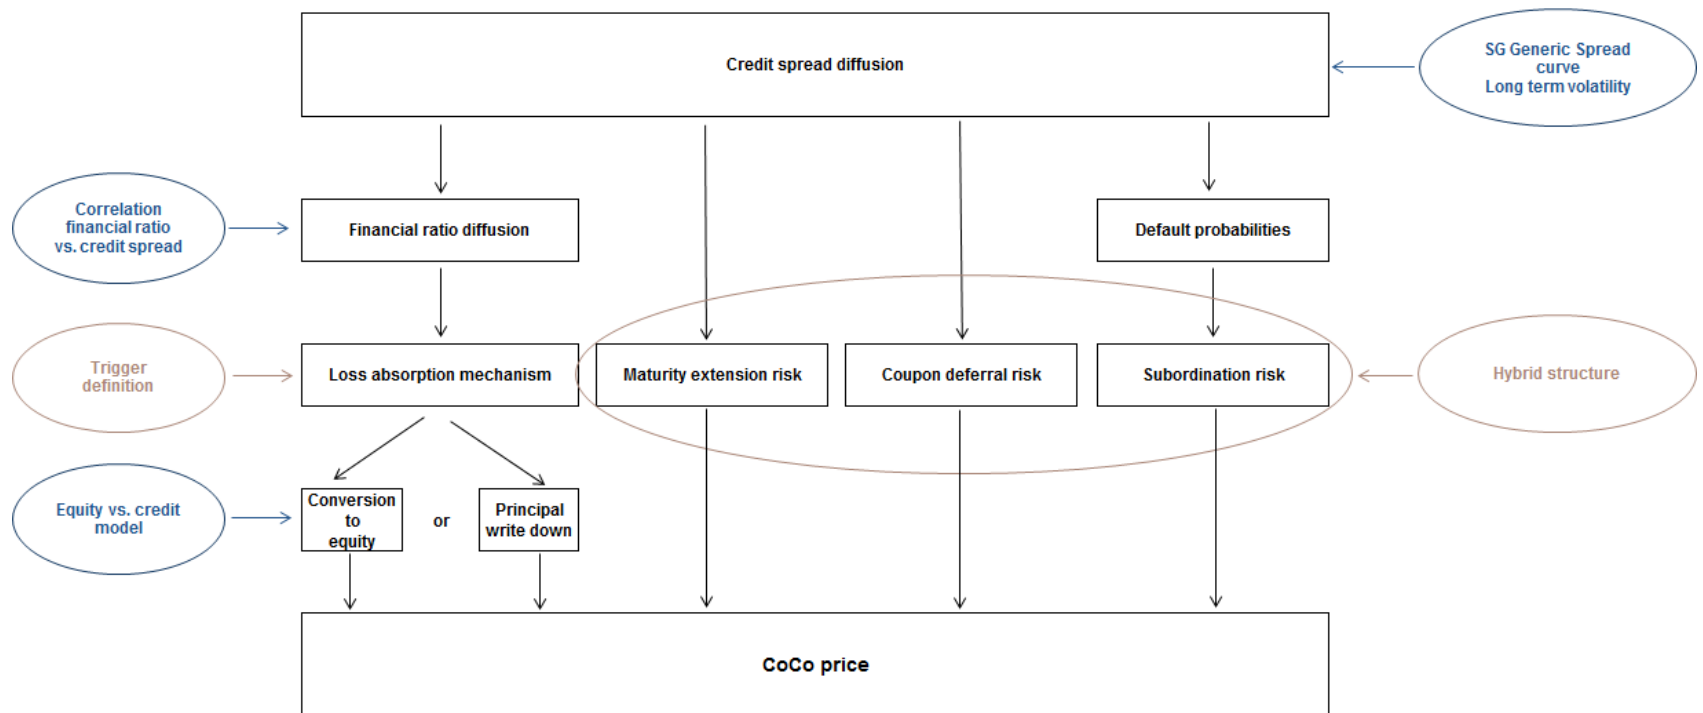 Credit spread diffusion
SG Generic Spread
curve
Long term volatility
Correlation
financial ratio
vs. credit spread
Financial ratio diffusion
Default probabilities
Trigger
definition
Loss absorption mechanism
Maturity extension risk
Coupon deferral risk
Subordination risk
Hybrid structure
Equity vs. credit
model
Conversion
to
equity
or
Principal
write down
CoCo price